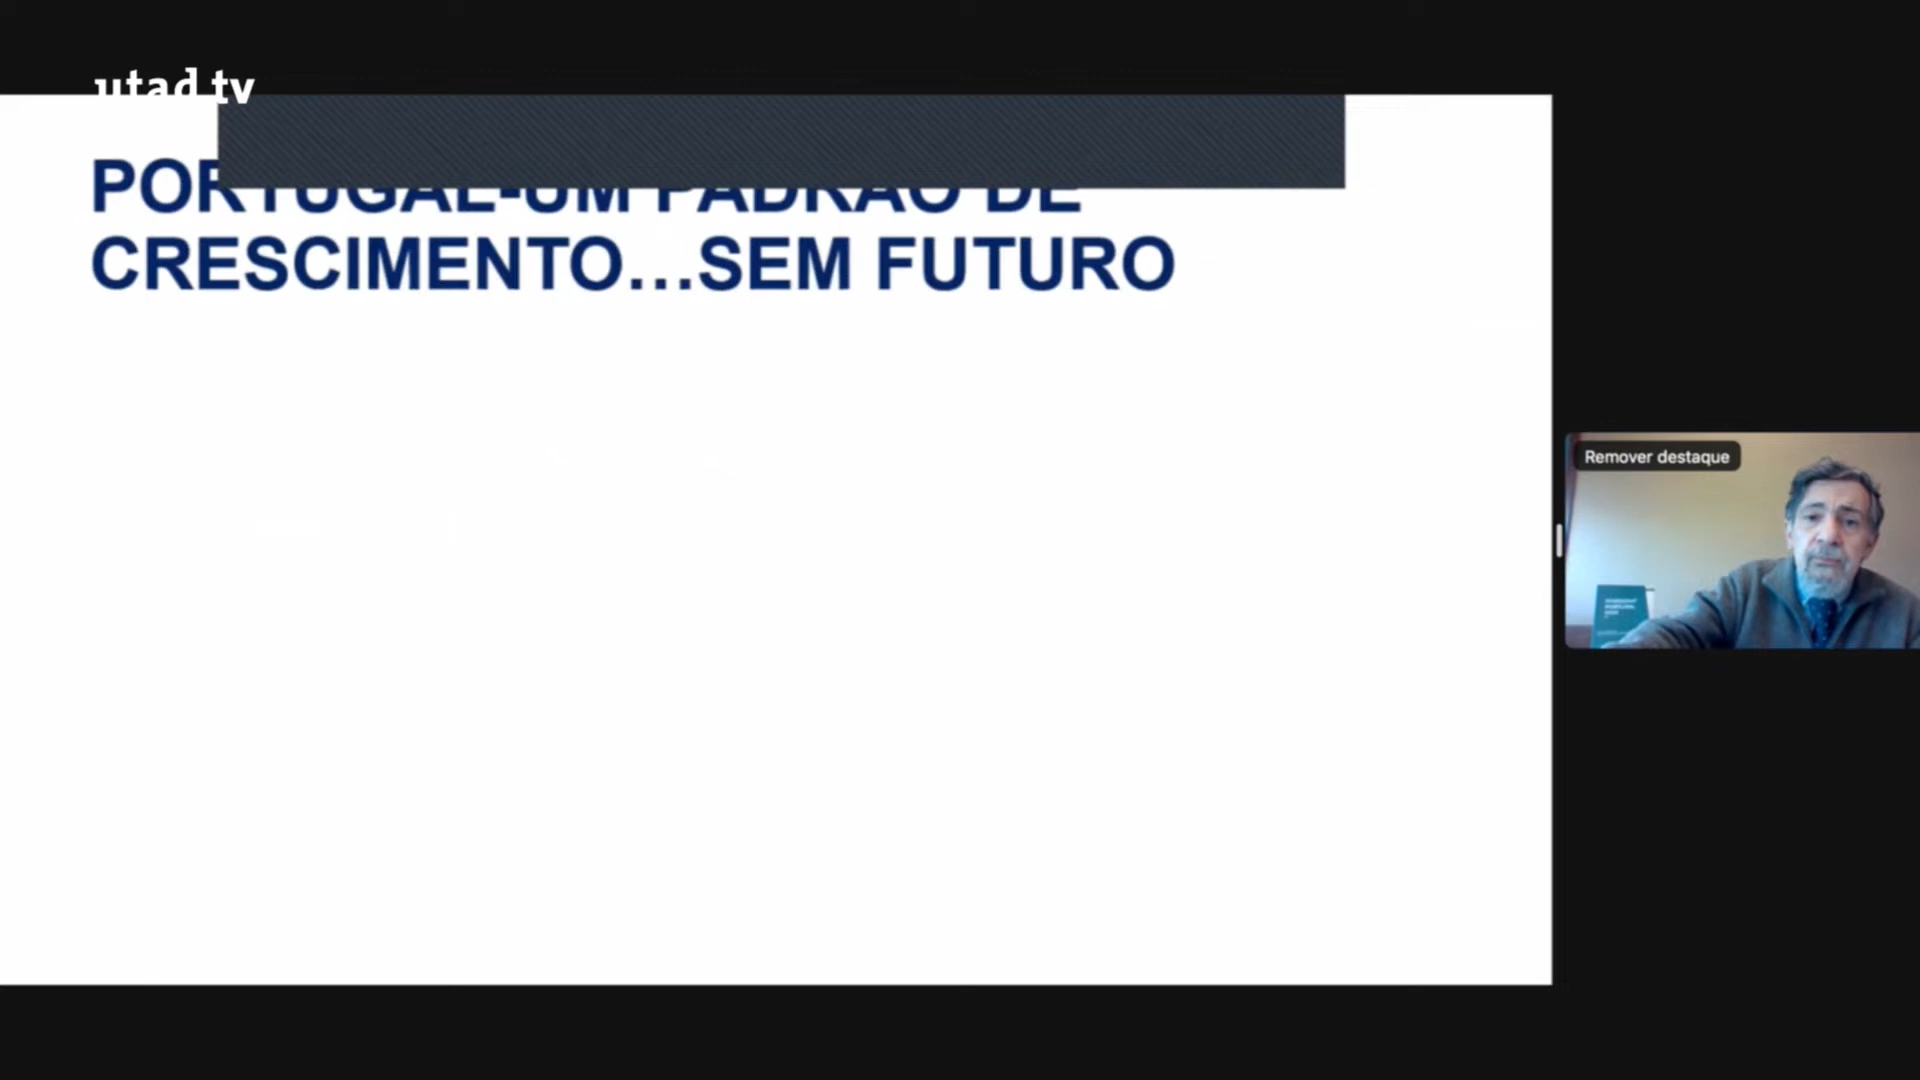 utad tv
PORTUGAL-UM PADRÃO DE
CRESCIMENTO...SEM FUTURO
Remover destaque